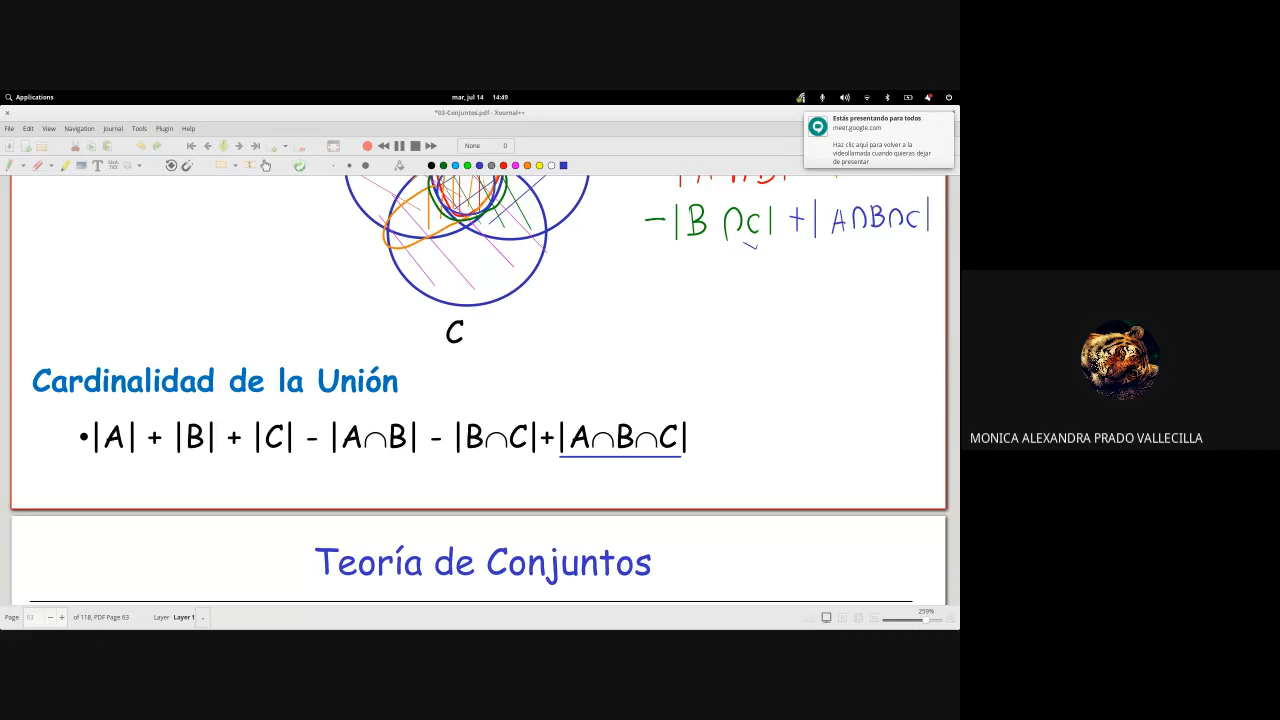 Applications
mar, jul 14 14:49
*03-Conjuntos.pdf - Xournal++
File Edit View Navigation Journal Tools Plugin Help
Estás presentando para todos
meet.google.com
Haz clic aquí para volver a la
videollamada cuando quieras dejar
de presentar
None 0
-|B ∩C| +|A∩B∩C|
C
Cardinalidad de la Unión
•|A| + |B| + |C| - |A∩B| - |B∩C|+|A∩B∩C|
MONICA ALEXANDRA PRADO VALLECILLA
Teoría de Conjuntos
Page 63 of 118, PDF Page 63 Layer Layer 1 259%